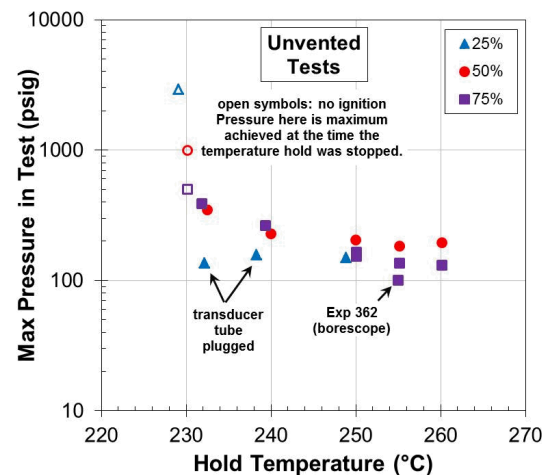 10000
1000
100
10
Max Pressure in Test (psig)
Unvented
Tests
25%
50%
75%
open symbols: no ignition
Pressure here is maximum
achieved at the time the
temperature hold was stopped.
transducer
tube
plugged
Exp 362
(borescope)
220
230
240
250
260
270
Hold Temperature (°C)